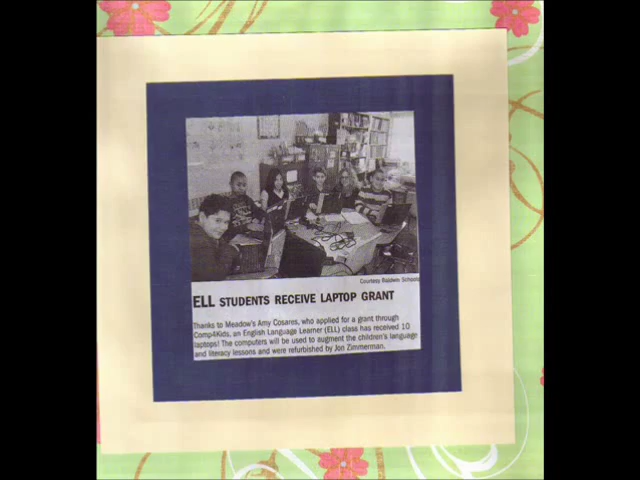 Courtesy Baldwin Schools
ELL STUDENTS RECEIVE LAPTOP GRANT
Thanks to Meadow's Amy Cosares, who applied for a grant through
Comp4Kids, an English Language Learner (ELL) class has received 10
laptops! The computers will be used to augment the children's language
and literacy lessons and were refurbished by Jon Zimmerman.